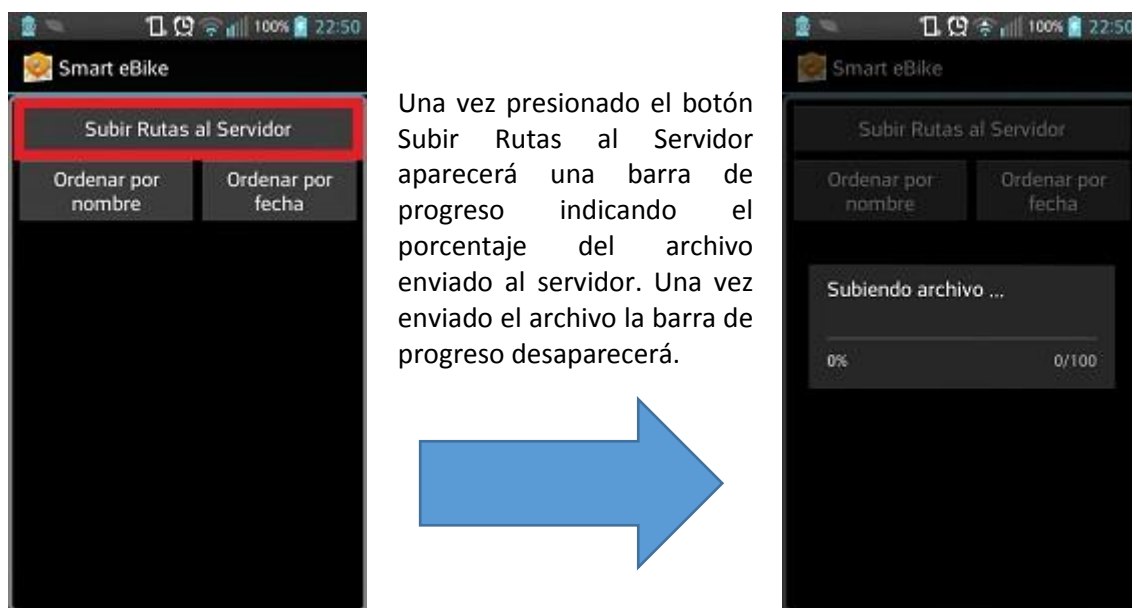 100% 22:50
Smart eBike
Subir Rutas al Servidor
Ordenar por
nombre
Ordenar por
fecha
Una vez presionado el botón
Subir Rutas al Servidor
aparecerá una barra de
progreso indicando el
porcentaje del archivo
enviado al servidor. Una vez
enviado el archivo la barra de
progreso desaparecerá.
100% 22:50
Smart eBike
Subir Rutas al Servidor
Ordenar por
nombre
Ordenar por
fecha
Subiendo archivo ...
0% 0/100